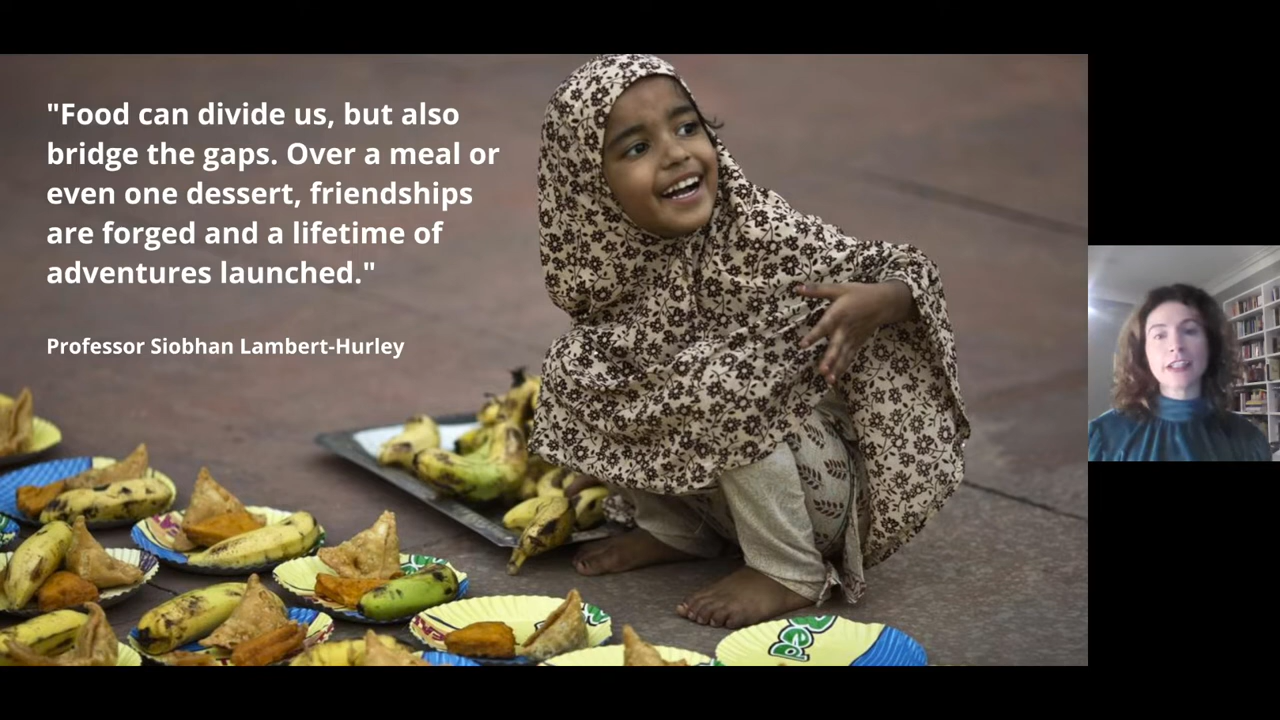 "Food can divide us, but also
bridge the gaps. Over a meal or
even one dessert, friendships
are forged and a lifetime of
adventures launched."
Professor Siobhan Lambert-Hurley